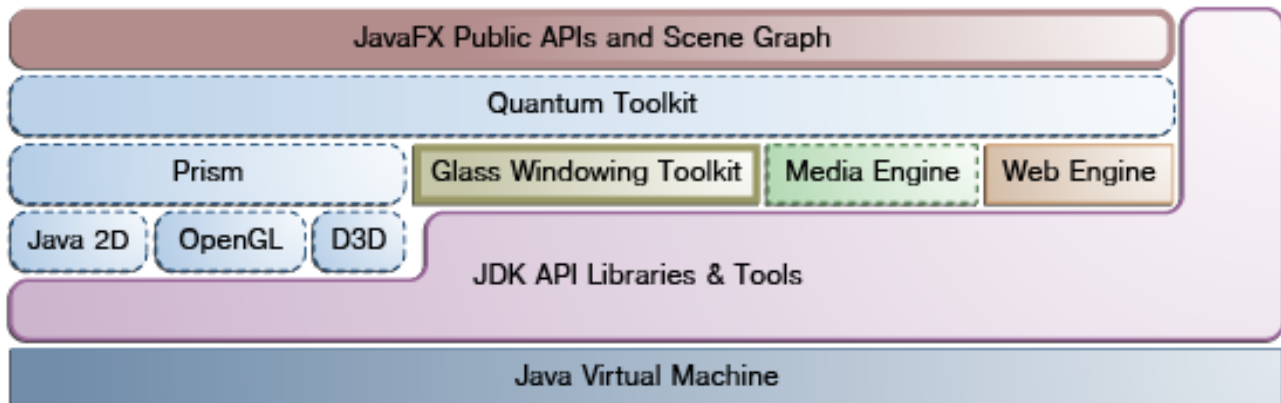 JavaFX Public APIs and Scene Graph
Quantum Toolkit
Prism
Glass Windowing Toolkit
Media Engine
Web Engine
Java 2D
OpenGL
D3D
JDK API Libraries & Tools
Java Virtual Machine